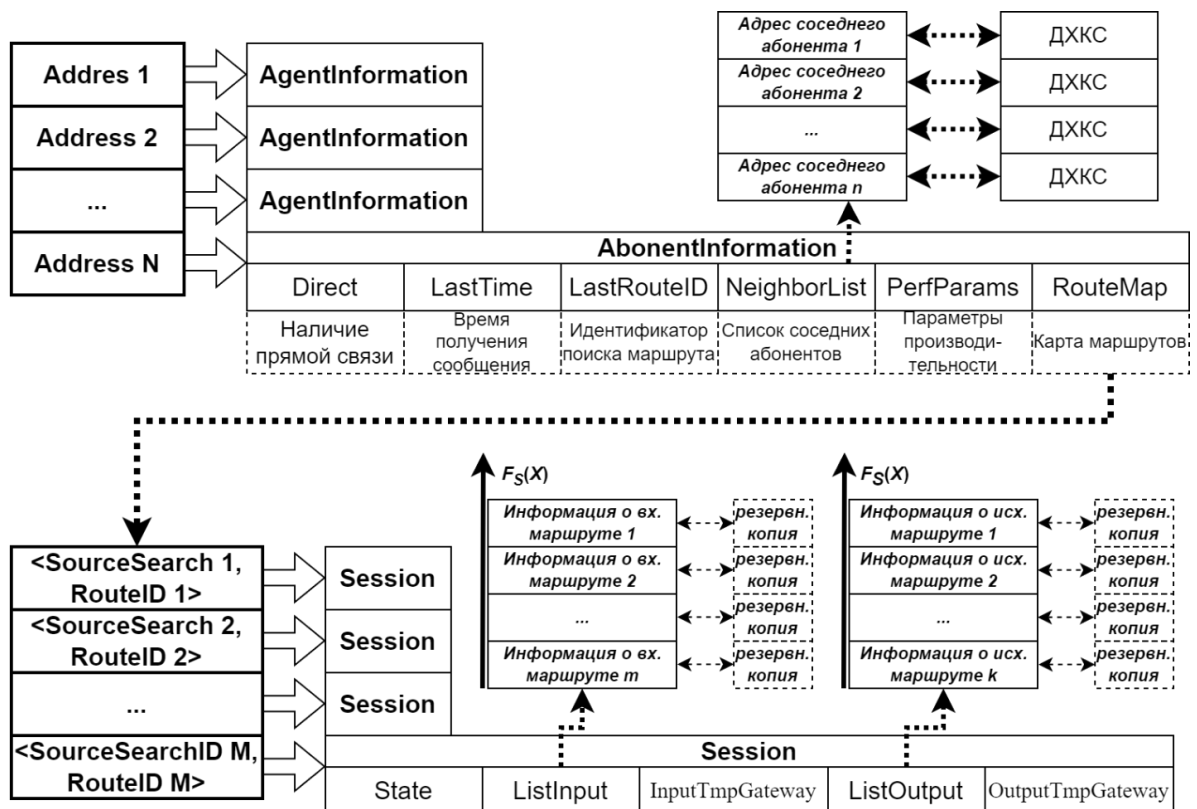 Addres 1
Address 2
...
Address N
AgentInformation
AgentInformation
AgentInformation
Адрес соседнего
абонента 1
Адрес соседнего
абонента 2
...
Адрес соседнего
абонента n
ДХКС
ДХКС
ДХКС
ДХКС
AbonentInformation
Direct
LastTime
LastRouteID
NeighborList
PerfParams
RouteMap
Наличие
прямой связи
Время
получения
сообщения
Идентификатор
поиска маршрута
Список соседних
абонентов
Параметры
производи-
тельности
Карта маршрутов
<SourceSearch 1,
RouteID 1>
<SourceSearch 2,
RouteID 2>
...
<SourceSearchID M,
RouteID M>
Session
Session
Session
F_S(X)
Информация о вх.
маршруте 1
Информация о вх.
маршруте 2
...
Информация о вх.
маршруте m
резервн.
копия
резервн.
копия
резервн.
копия
резервн.
копия
F_S(X)
Информация о исх.
маршруте 1
Информация о исх.
маршруте 2
...
Информация о исх.
маршруте k
резервн.
копия
резервн.
копия
резервн.
копия
резервн.
копия
Session
State
ListInput
InputTmpGateway
ListOutput
OutputTmpGateway